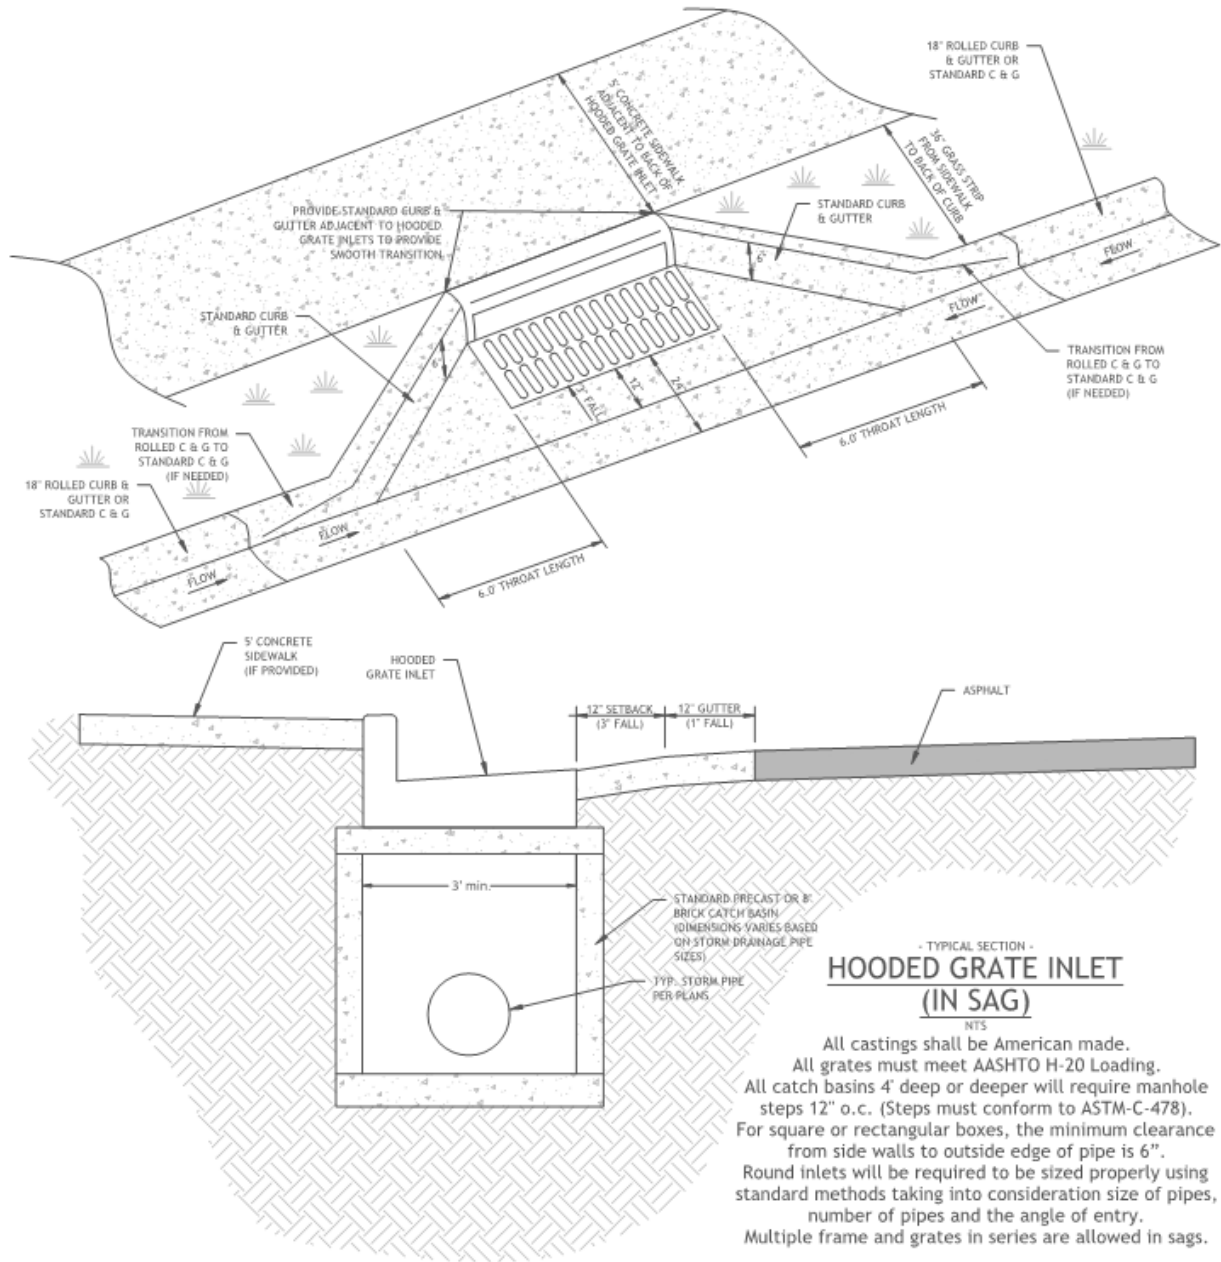 18" ROLLED CURB
& GUTTER OR
STANDARD C & G
5' CONCRETE SIDEWALK
ADJACENT TO BACK OF
HOODED GRATE INLET
36" GRASS STRIP
FROM SIDEWALK
TO BACK OF CURB
STANDARD CURB
& GUTTER
PROVIDE STANDARD CURB &
GUTTER ADJACENT TO HOODED
GRATE INLETS TO PROVIDE
SMOOTH TRANSITION
6"
FLOW
FLOW
STANDARD CURB
& GUTTER
6"
TRANSITION FROM
ROLLED C & G TO
STANDARD C & G
(IF NEEDED)
3" FALL
12"
24"
6.0' THROAT LENGTH
TRANSITION FROM
ROLLED C & G TO
STANDARD C & G
(IF NEEDED)
18" ROLLED CURB &
GUTTER OR
STANDARD C & G
FLOW
FLOW
6.0' THROAT LENGTH
5' CONCRETE
SIDEWALK
(IF PROVIDED)
HOODED
GRATE INLET
12" SETBACK
(3" FALL)
12" GUTTER
(1" FALL)
ASPHALT
3' min.
STANDARD PRECAST OR 8"
BRICK CATCH BASIN
(DIMENSIONS VARIES BASED
ON STORM DRAINAGE PIPE
SIZES)
TYP. STORM PIPE
PER PLANS
- TYPICAL SECTION -
HOODED GRATE INLET
(IN SAG)
NTS
All castings shall be American made.
All grates must meet AASHTO H-20 Loading.
All catch basins 4' deep or deeper will require manhole
steps 12" o.c. (Steps must conform to ASTM-C-478).
For square or rectangular boxes, the minimum clearance
from side walls to outside edge of pipe is 6”.
Round inlets will be required to be sized properly using
standard methods taking into consideration size of pipes,
number of pipes and the angle of entry.
Multiple frame and grates in series are allowed in sags.